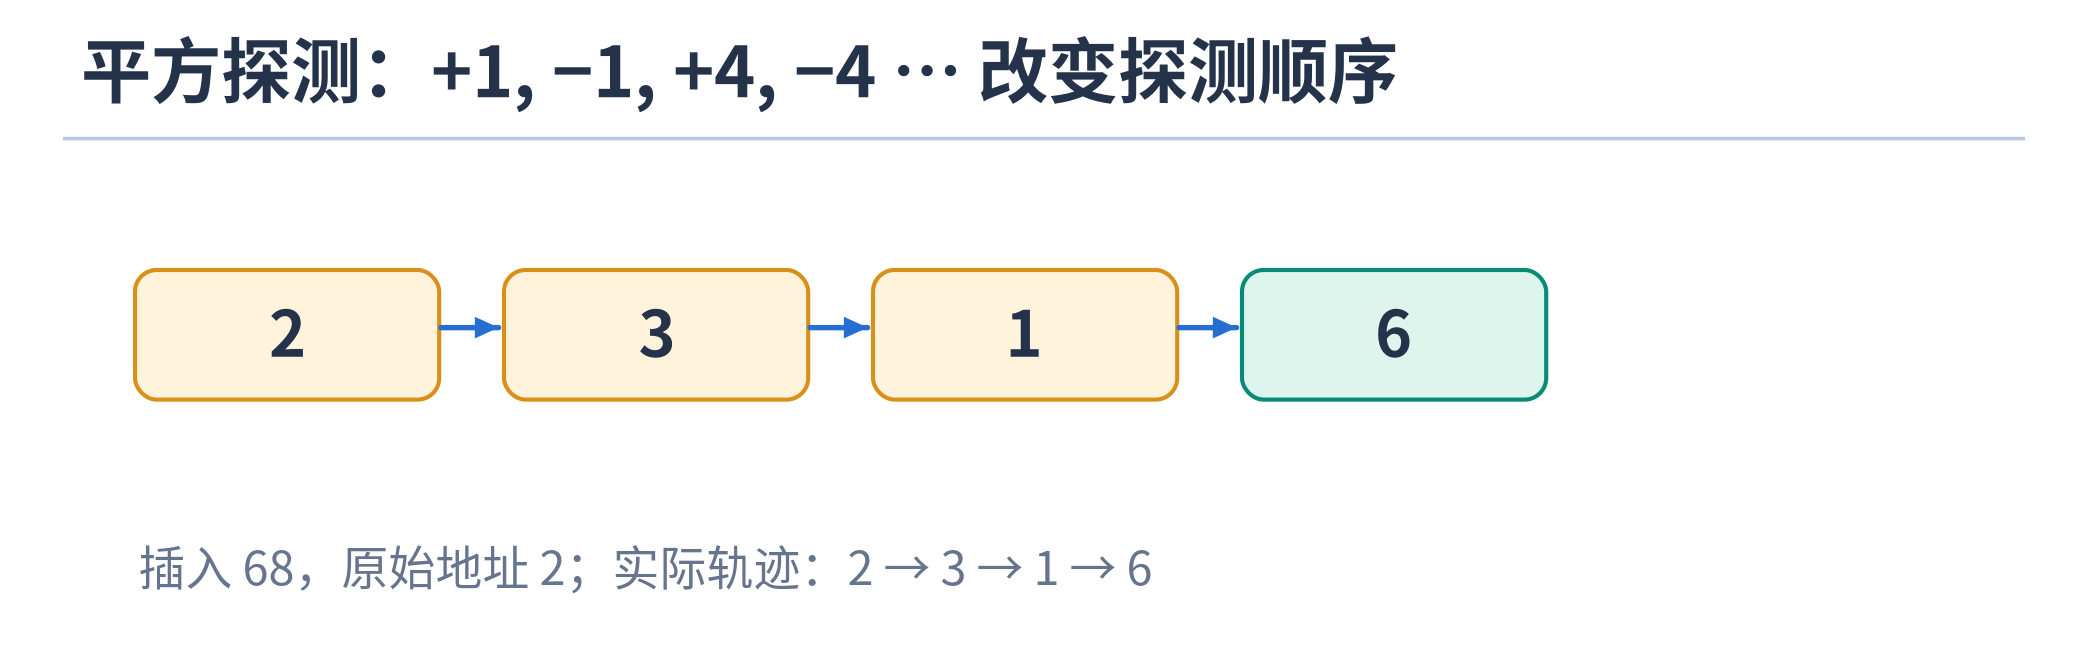 平方探测：+1, −1, +4, −4 … 改变探测顺序
2
3
1
6
插入 68，原始地址 2；实际轨迹：2 → 3 → 1 → 6